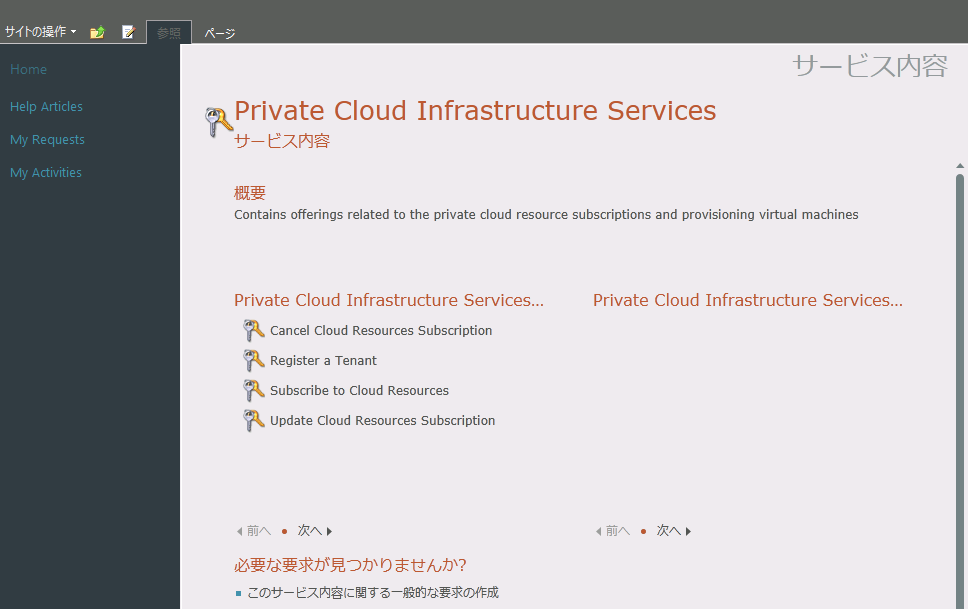 サイトの操作
参照
ページ
Home
Help Articles
My Requests
My Activities
サービス内容
Private Cloud Infrastructure Services
サービス内容
概要
Contains offerings related to the private cloud resource subscriptions and provisioning virtual machines
Private Cloud Infrastructure Services...
Cancel Cloud Resources Subscription
Register a Tenant
Subscribe to Cloud Resources
Update Cloud Resources Subscription
前へ 次へ
Private Cloud Infrastructure Services...
前へ 次へ
必要な要求が見つかりませんか?
このサービス内容に関する一般的な要求の作成